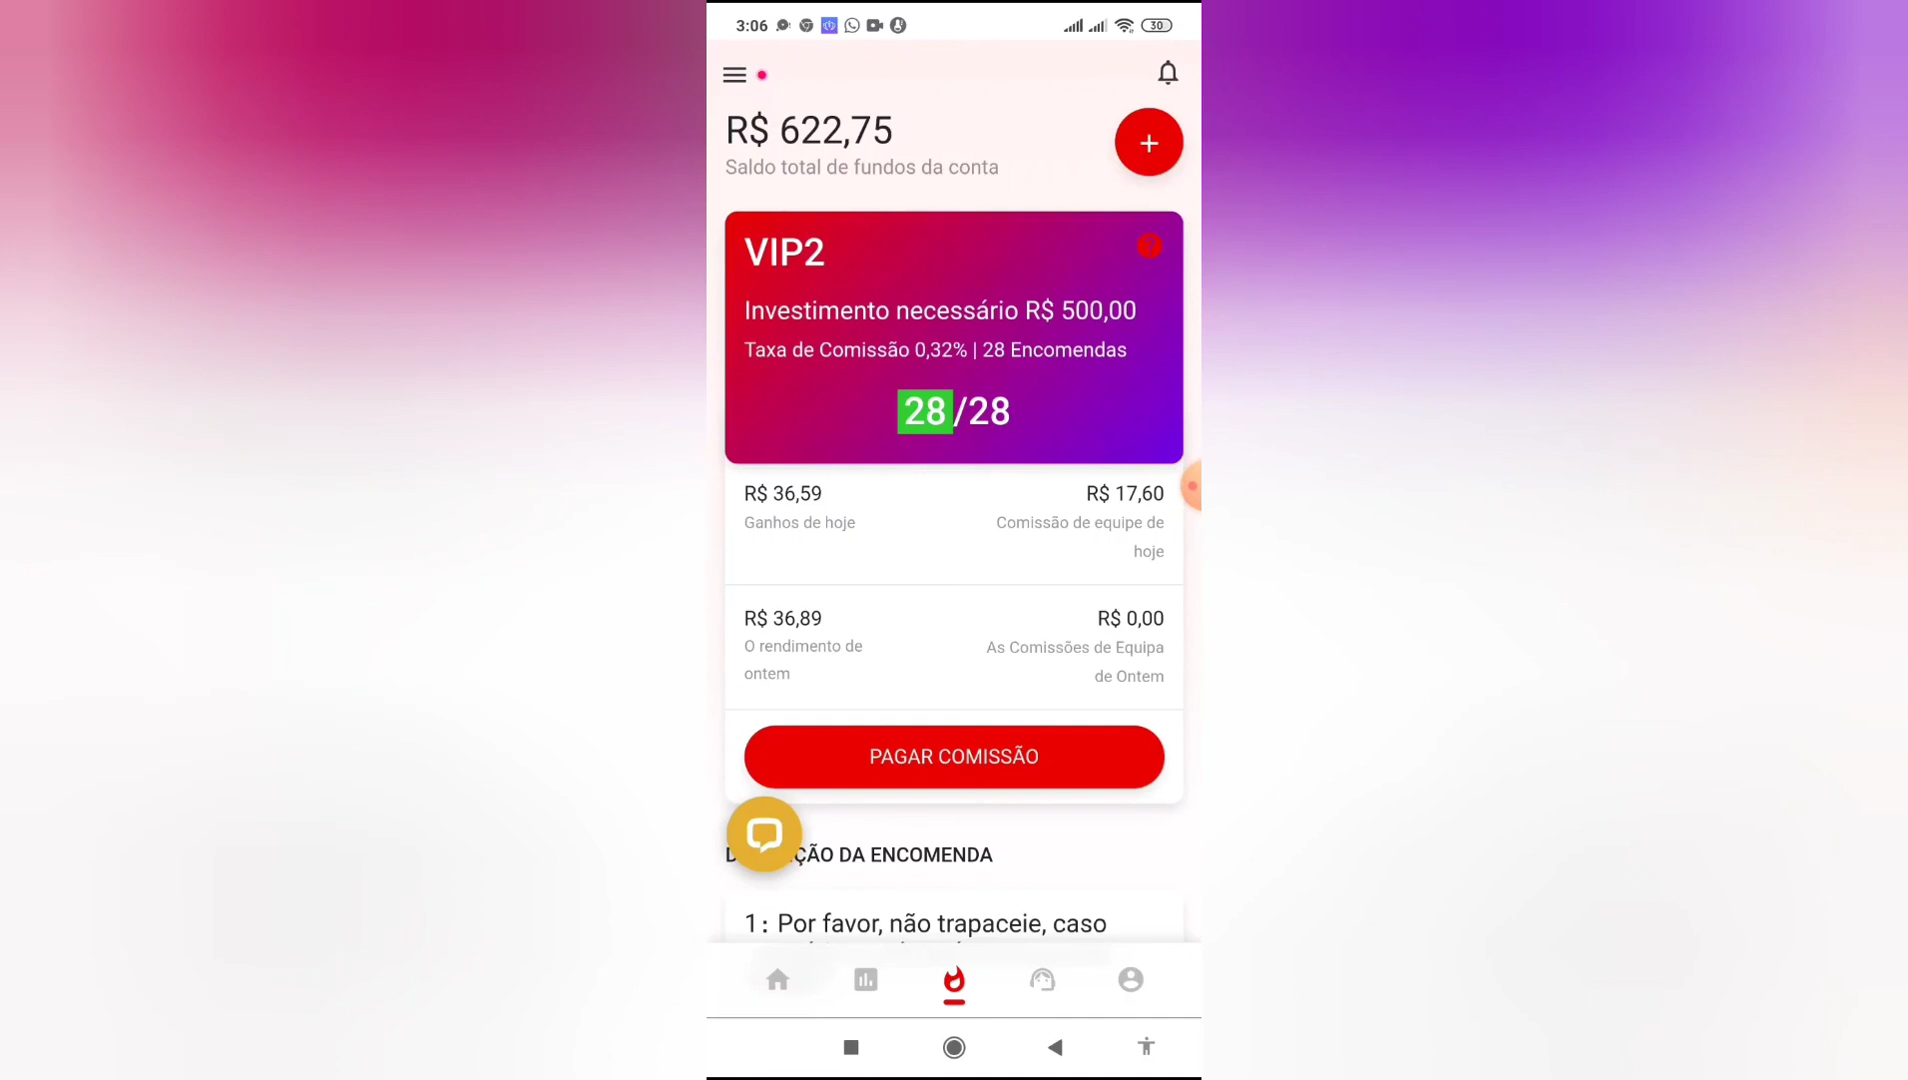 3:06
30
R$ 622,75
Saldo total de fundos da conta
+
VIP2
?
Investimento necessário R$ 500,00
Taxa de Comissão 0,32% | 28 Encomendas
28/28
R$ 36,59
Ganhos de hoje
R$ 17,60
Comissão de equipe de
hoje
R$ 36,89
O rendimento de
ontem
R$ 0,00
As Comissões de Equipa
de Ontem
PAGAR COMISSÃO
DA ENCOMENDA
1: Por favor, não trapaceie, caso